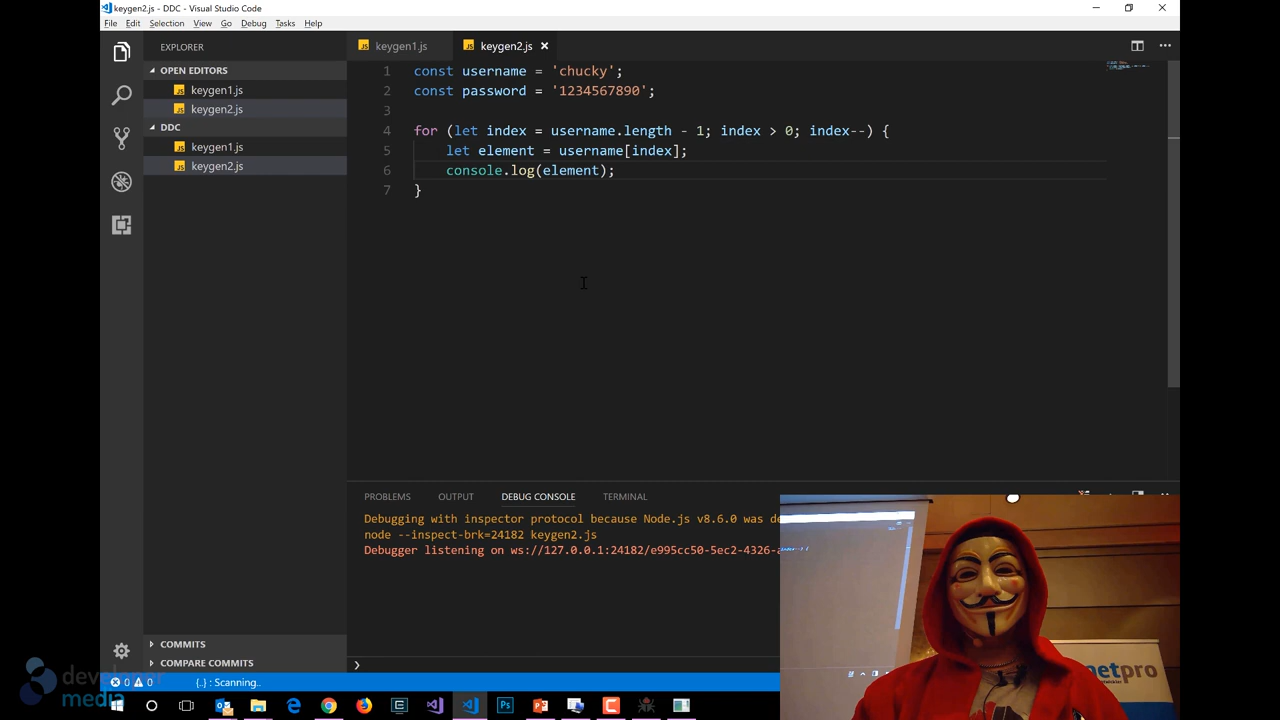 keygen2.js - DDC - Visual Studio Code
File Edit Selection View Go Debug Tasks Help
EXPLORER
OPEN EDITORS
keygen1.js
keygen2.js
DDC
keygen1.js
keygen2.js
COMMITS
COMPARE COMMITS
keygen1.js keygen2.js
1 const username = 'chucky';
2 const password = '1234567890';
3
4 for (let index = username.length - 1; index > 0; index--) {
5 let element = username[index];
6 console.log(element);
7 }
PROBLEMS OUTPUT DEBUG CONSOLE TERMINAL
Debugging with inspector protocol because Node.js v8.6.0 was de
node --inspect-brk=24182 keygen2.js
Debugger listening on ws://127.0.0.1:24182/e995cc50-5ec2-4326-
0 0 {..} : Scanning..
developer
media
netpro